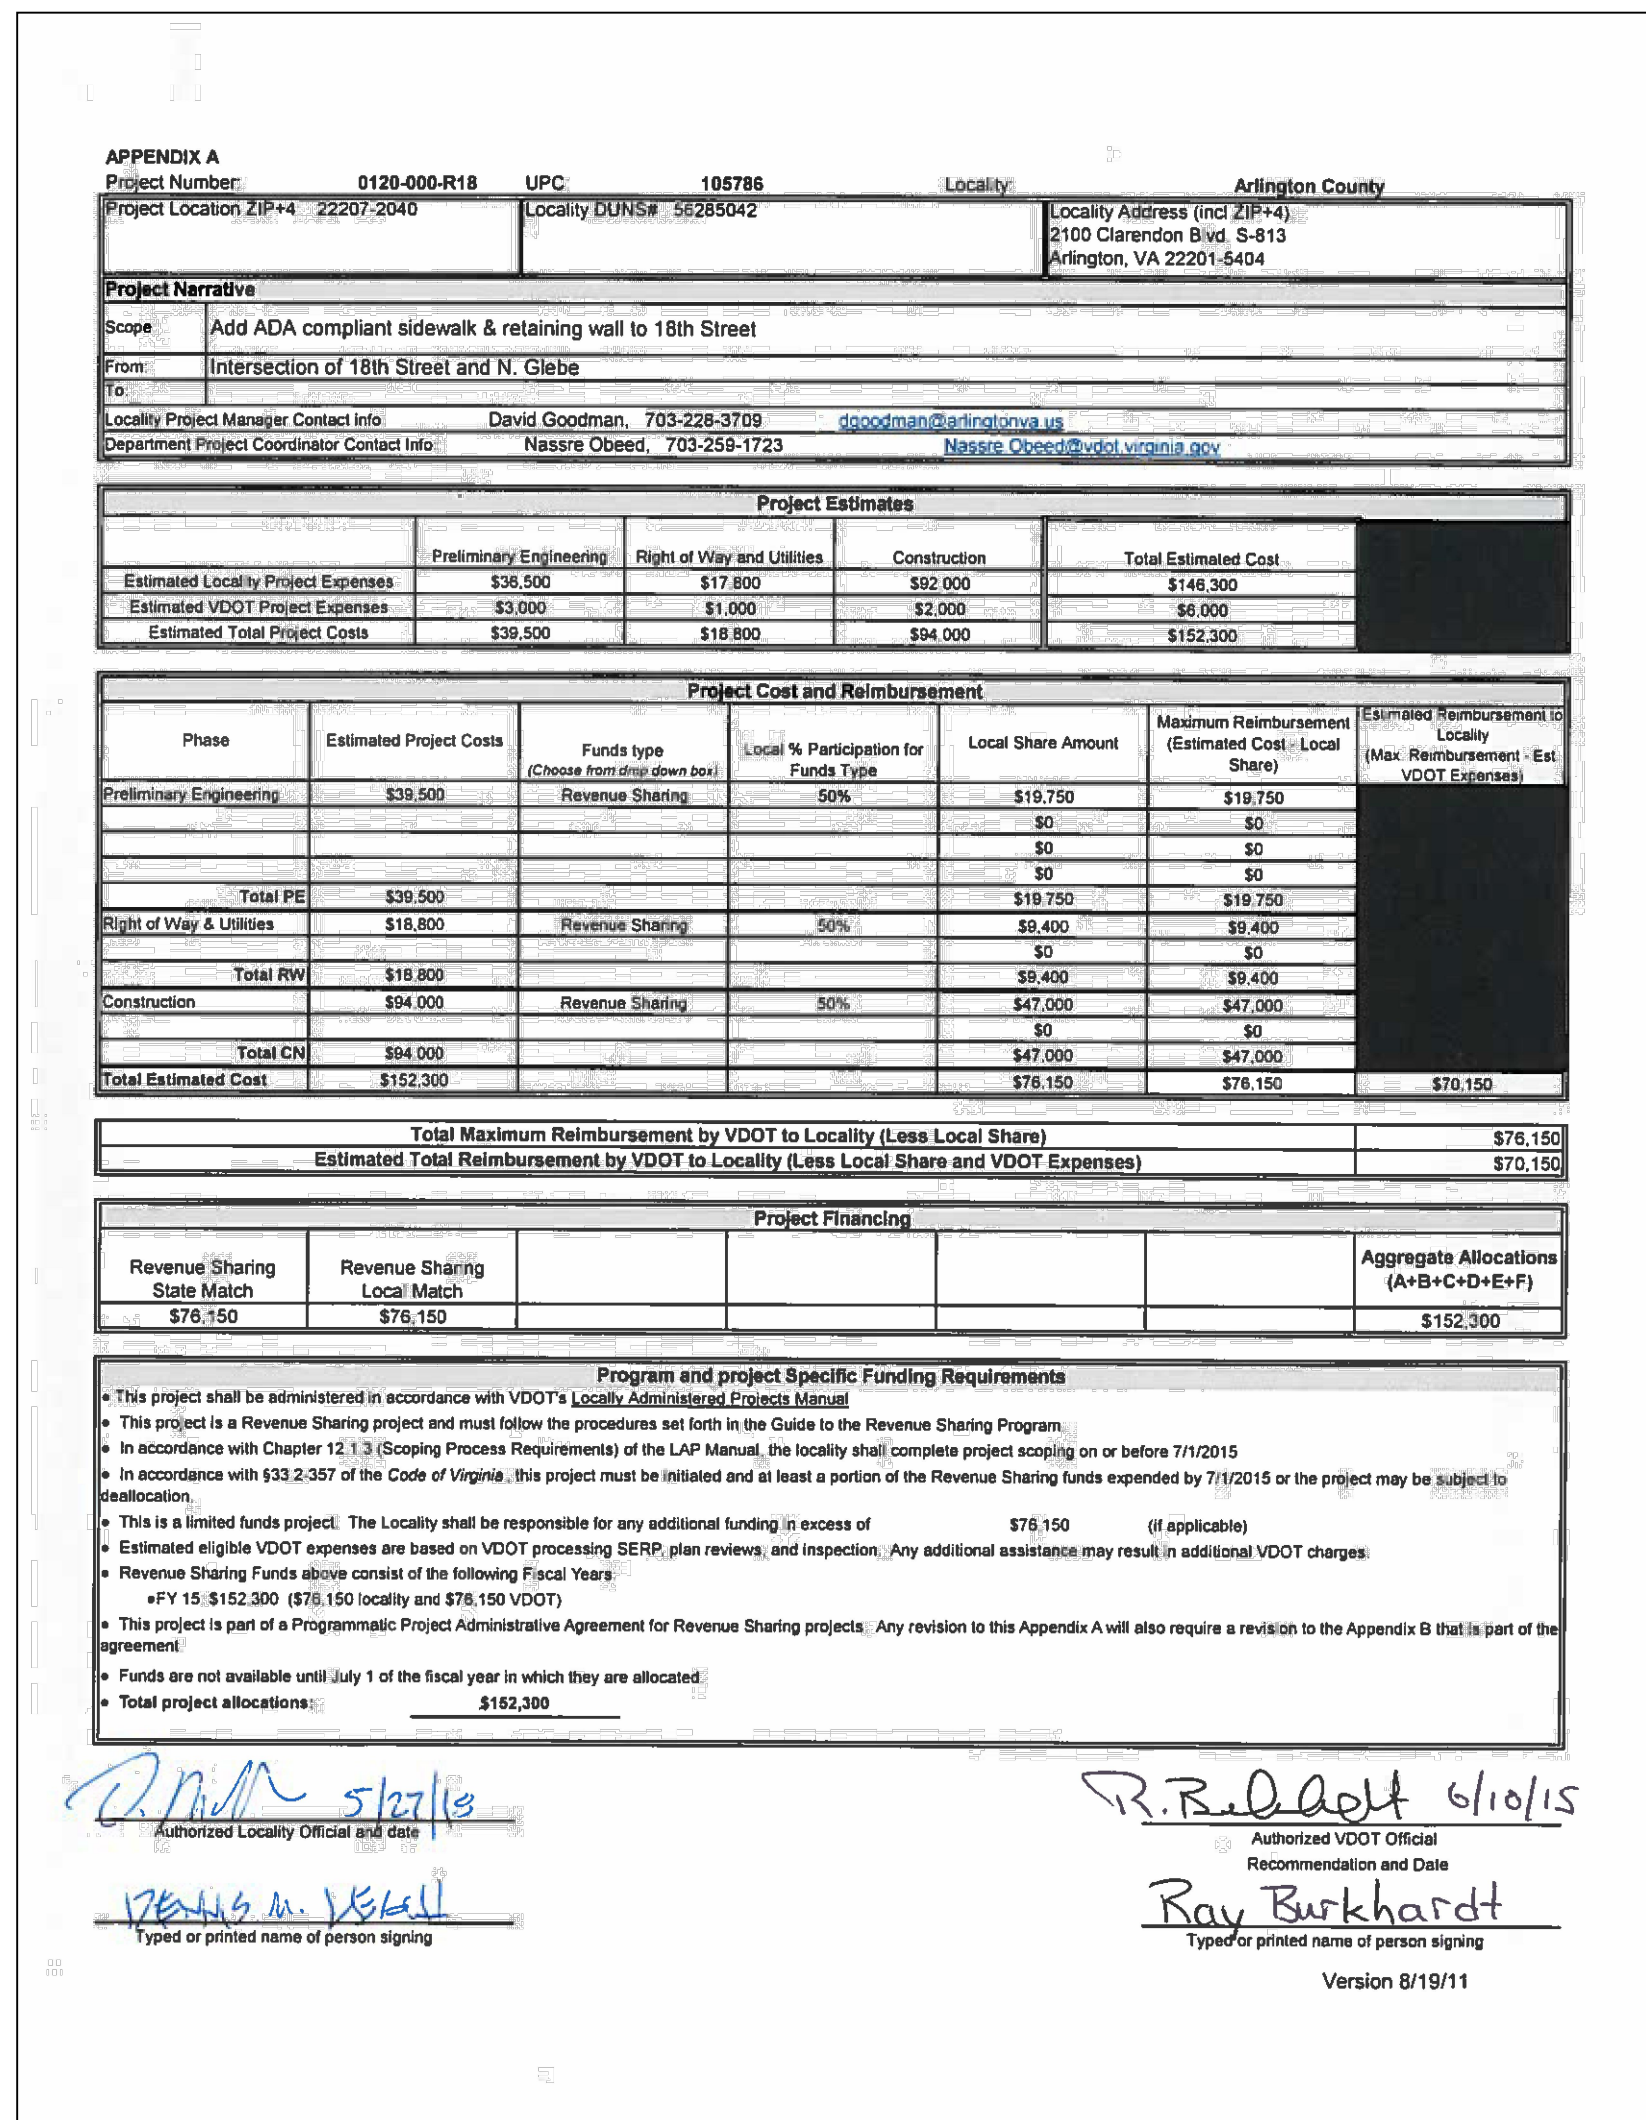 APPENDIX A
Project Number: 0120-000-R18 UPC: 105786 Locality: Arlington County
Project Location ZIP+4 22207-2040 Locality DUNS# 56285042 Locality Address (incl ZIP+4)
2100 Clarendon Blvd. S-813
Arlington, VA 22201-5404
Project Narrative
Scope Add ADA compliant sidewalk & retaining wall to 18th Street
From: Intersection of 18th Street and N. Glebe
To:
Locality Project Manager Contact info David Goodman, 703-228-3709 dgoodman@arlingtonva.us
Department Project Coordinator Contact Info: Nassre Obeed, 703-259-1723 Nassre.Obeed@vdot.virginia.gov
Project Estimates
Preliminary Engineering Right of Way and Utilities Construction Total Estimated Cost
Estimated Locality Project Expenses $36,500 $17,800 $92,000 $146,300
Estimated VDOT Project Expenses $3,000 $1,000 $2,000 $6,000
Estimated Total Project Costs $39,500 $18,800 $94,000 $152,300
Project Cost and Reimbursement
Phase Estimated Project Costs Funds type
(Choose from drop down box) Local % Participation for
Funds Type Local Share Amount Maximum Reimbursement
(Estimated Cost - Local
Share) Estimated Reimbursement to
Locality
(Max. Reimbursement - Est.
VDOT Expenses)
Preliminary Engineering $39,500 Revenue Sharing 50% $19,750 $19,750
$0 $0
$0 $0
$0 $0
Total PE $39,500 $19,750 $19,750
Right of Way & Utilities $18,800 Revenue Sharing 50% $9,400 $9,400
$0 $0
Total RW $18,800 $9,400 $9,400
Construction $94,000 Revenue Sharing 50% $47,000 $47,000
$0 $0
Total CN $94,000 $47,000 $47,000
Total Estimated Cost $152,300 $76,150 $76,150 $70,150
Total Maximum Reimbursement by VDOT to Locality (Less Local Share) $76,150
Estimated Total Reimbursement by VDOT to Locality (Less Local Share and VDOT Expenses) $70,150
Project Financing
Revenue Sharing
State Match Revenue Sharing
Local Match Aggregate Allocations
(A+B+C+D+E+F)
$76,150 $76,150 $152,300
Program and project Specific Funding Requirements
• This project shall be administered in accordance with VDOT's Locally Administered Projects Manual
• This project is a Revenue Sharing project and must follow the procedures set forth in the Guide to the Revenue Sharing Program.
• In accordance with Chapter 12.1.3 (Scoping Process Requirements) of the LAP Manual, the locality shall complete project scoping on or before 7/1/2015
• In accordance with §33.2-357 of the Code of Virginia, this project must be initiated and at least a portion of the Revenue Sharing funds expended by 7/1/2015 or the project may be subject to
deallocation.
• This is a limited funds project. The Locality shall be responsible for any additional funding in excess of $76,150 (if applicable)
• Estimated eligible VDOT expenses are based on VDOT processing SERP, plan reviews, and inspection. Any additional assistance may result in additional VDOT charges.
• Revenue Sharing Funds above consist of the following Fiscal Years
•FY 15: $152,300 ($76,150 locality and $76,150 VDOT)
• This project is part of a Programmatic Project Administrative Agreement for Revenue Sharing projects. Any revision to this Appendix A will also require a revision to the Appendix B that is part of the
agreement
• Funds are not available until July 1 of the fiscal year in which they are allocated.
• Total project allocations: $152,300
5/27/15 6/10/15
Authorized Locality Official and date Authorized VDOT Official
Recommendation and Date
DENNIS M. Ray Burkhardt
Typed or printed name of person signing Typed or printed name of person signing
Version 8/19/11